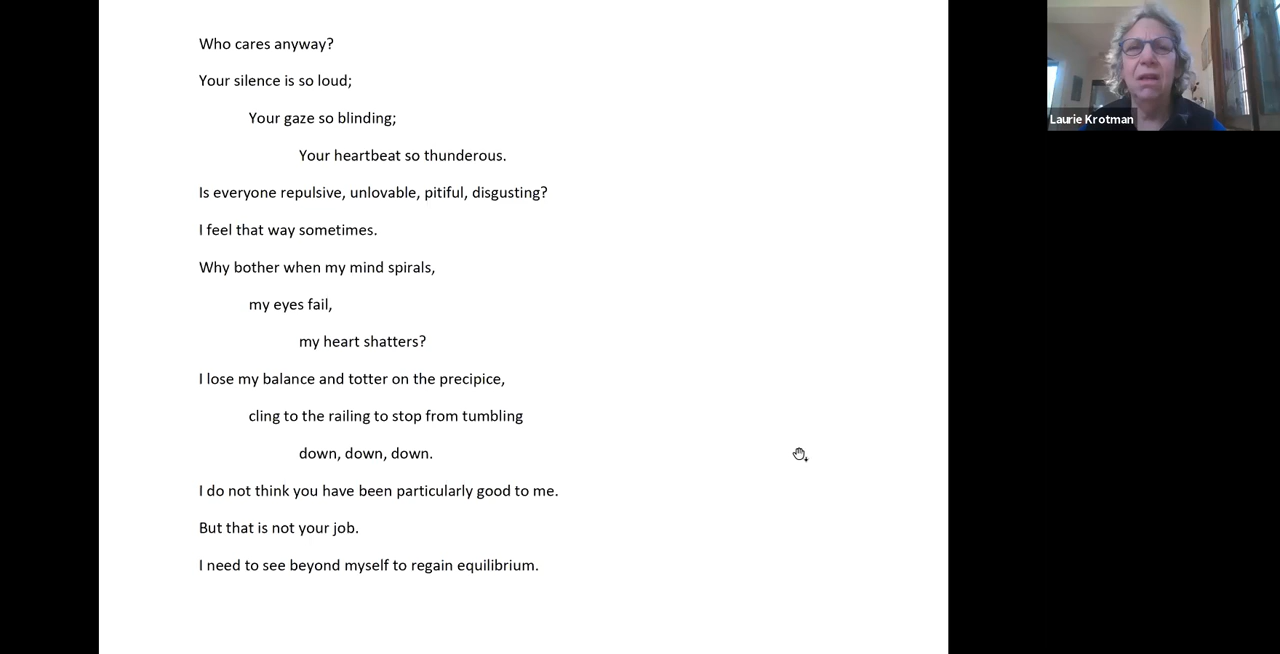 Who cares anyway?
Your silence is so loud;
Your gaze so blinding;
Your heartbeat so thunderous.
Is everyone repulsive, unlovable, pitiful, disgusting?
I feel that way sometimes.
Why bother when my mind spirals,
my eyes fail,
my heart shatters?
I lose my balance and totter on the precipice,
cling to the railing to stop from tumbling
down, down, down.
I do not think you have been particularly good to me.
But that is not your job.
I need to see beyond myself to regain equilibrium.
Laurie Krotman